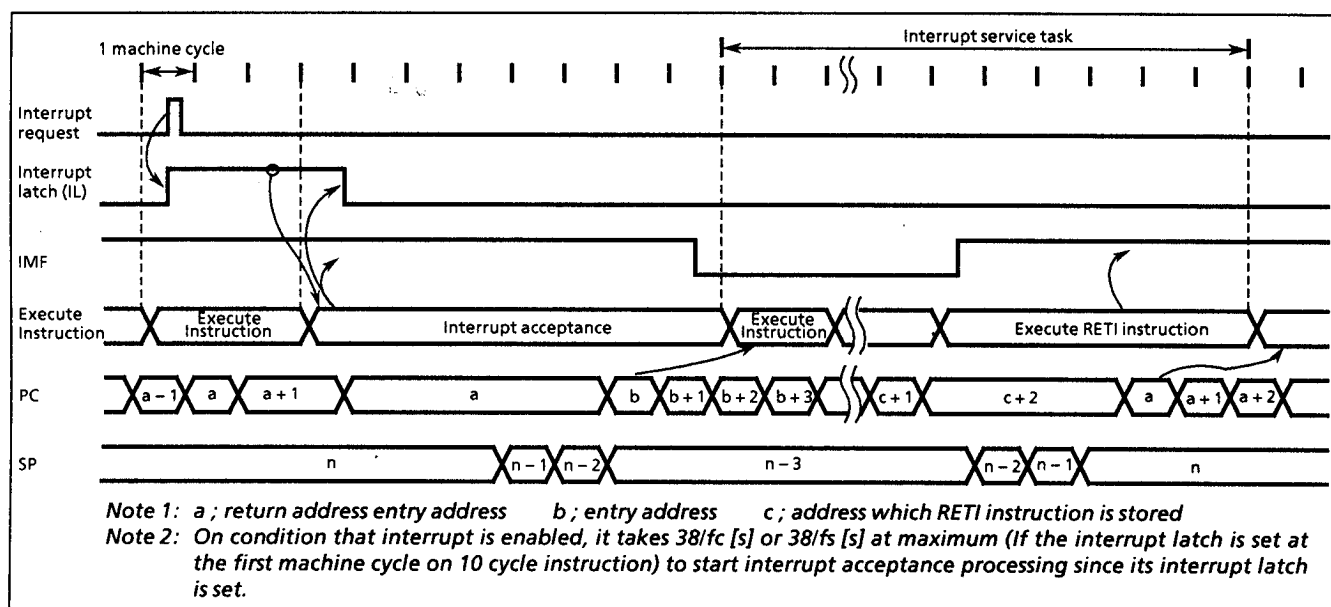 1 machine cycle
Interrupt service task
Interrupt
request
Interrupt
latch (IL)
IMF
Execute
Instruction
Execute
Instruction
Interrupt acceptance
Execute
Instruction
Execute RETI instruction
PC
a – 1
a
a + 1
a
b
b + 1
b + 2
b + 3
c + 1
c + 2
a
a + 1
a + 2
SP
n
n – 1
n – 2
n – 3
n – 2
n – 1
n
Note 1: a ; return address entry address b ; entry address c ; address which RETI instruction is stored
Note 2: On condition that interrupt is enabled, it takes 38/fc [s] or 38/fs [s] at maximum (If the interrupt latch is set at
the first machine cycle on 10 cycle instruction) to start interrupt acceptance processing since its interrupt latch
is set.